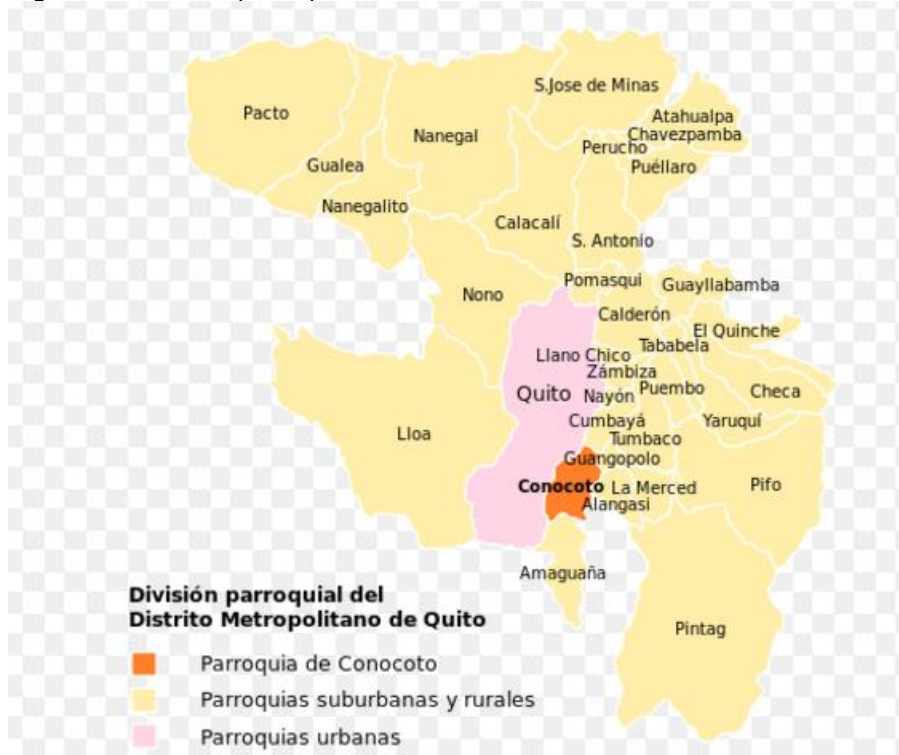 S.Jose de Minas
Pacto
Atahualpa
Nanegal
Chavezpamba
Perucho
Gualea
Puéllaro
Nanegalito
Calacalí
S. Antonio
Pomasqui
Guayllabamba
Nono
Calderón
El Quinche
Tababela
Llano Chico
Zámbiza
Puembo
Checa
Quito
Nayón
Cumbayá
Yaruquí
Lloa
Tumbaco
Guangopolo
Conocoto
La Merced
Pifo
Alangasi
Amaguaña
Pintag
División parroquial del
Distrito Metropolitano de Quito
Parroquia de Conocoto
Parroquias suburbanas y rurales
Parroquias urbanas